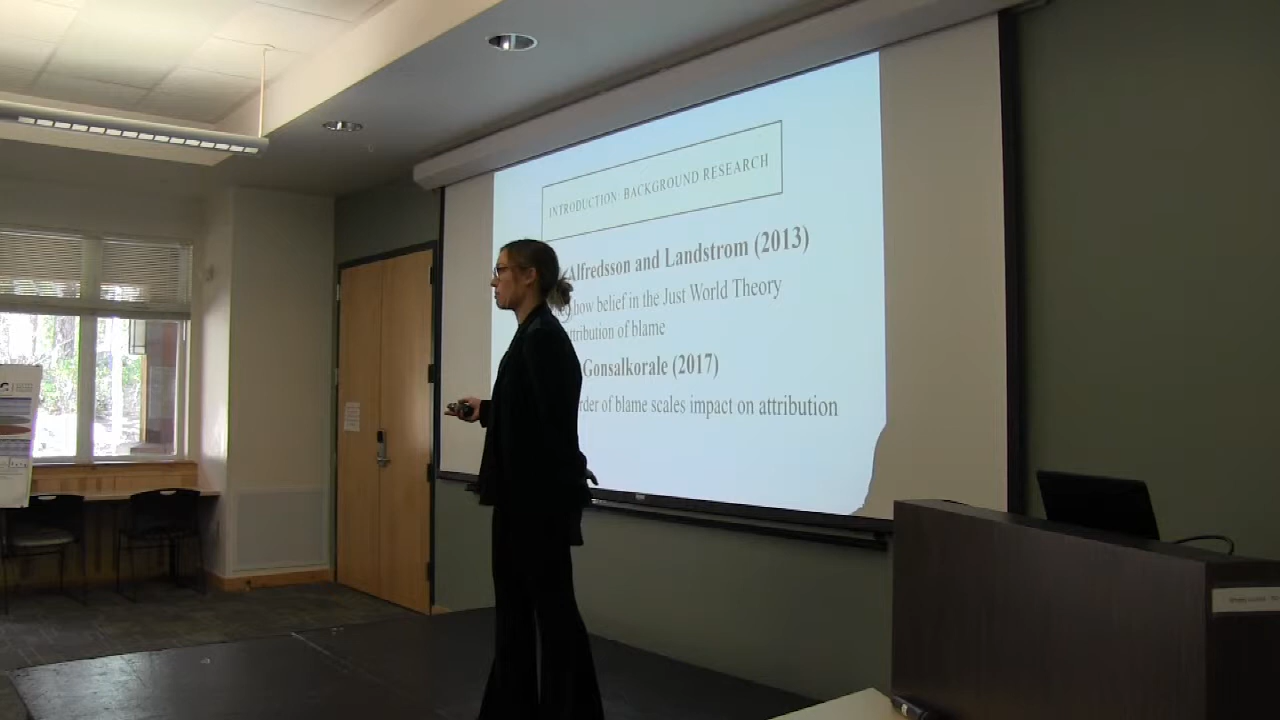 INTRODUCTION: BACKGROUND RESEARCH
Alfredsson and Landstrom (2013)
how belief in the Just World Theory
attribution of blame
Gonsalkorale (2017)
order of blame scales impact on attribution